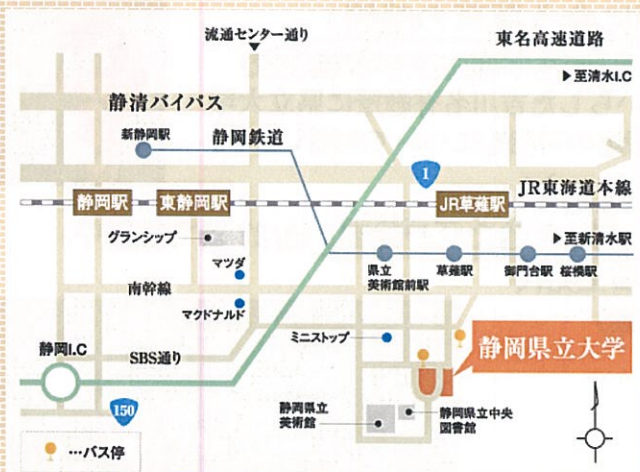 流通センター通り
東名高速道路
▶至清水I.C
静清バイパス
新静岡駅
静岡鉄道
1
JR東海道本線
静岡駅
東静岡駅
JR草薙駅
グランシップ
▶至新清水駅
マツダ
県立
美術館前駅
草薙駅
御門台駅
桜橋駅
南幹線
マクドナルド
ミニストップ
静岡I.C
SBS通り
静岡県立大学
150
静岡県立
美術館
静岡県立中央
図書館
…バス停